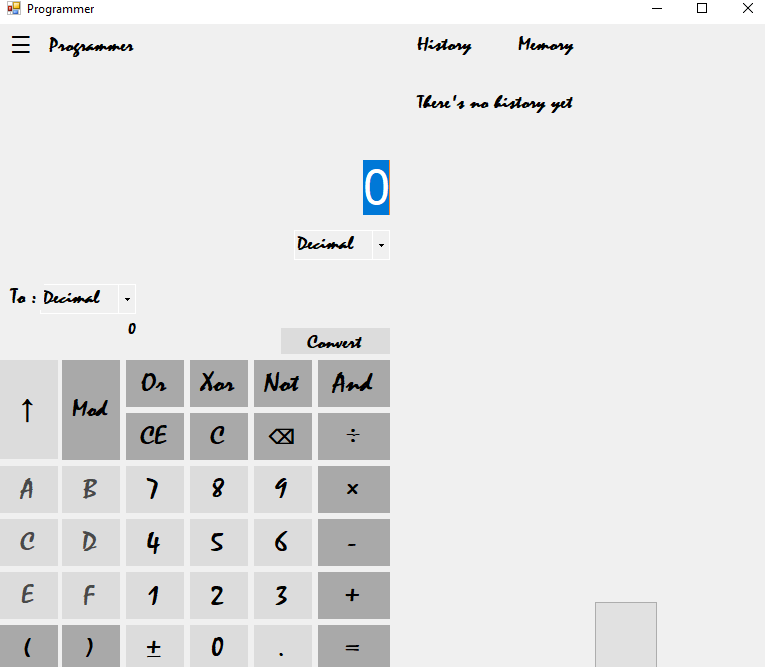 Programmer
☰ Programmer History Memory
There's no history yet
0
Decimal
To : Decimal
0
Convert
↑ Mod Or Xor Not And
CE C ⌫ ÷
A B 7 8 9 ×
C D 4 5 6 -
E F 1 2 3 +
( ) ± 0 . =